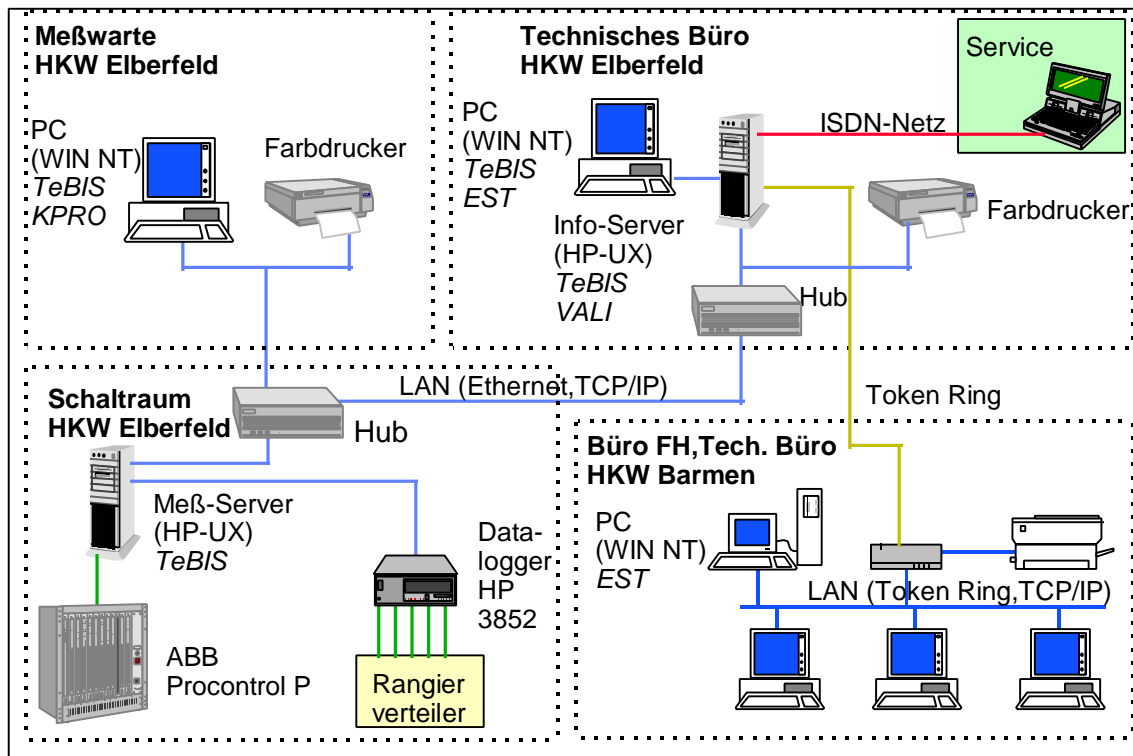 Meßwarte
HKW Elberfeld
PC
(WIN NT)
TeBIS
KPRO
Farbdrucker
Technisches Büro
HKW Elberfeld
PC
(WIN NT)
TeBIS
EST
Info-Server
(HP-UX)
TeBIS
VALI
ISDN-Netz
Service
Farbdrucker
Hub
Schaltraum
HKW Elberfeld
Hub
LAN (Ethernet,TCP/IP)
Token Ring
Meß-Server
(HP-UX)
TeBIS
Data-
logger
HP
3852
ABB
Procontrol P
Rangier
verteiler
Büro FH,Tech. Büro
HKW Barmen
PC
(WIN NT)
EST
LAN (Token Ring,TCP/IP)